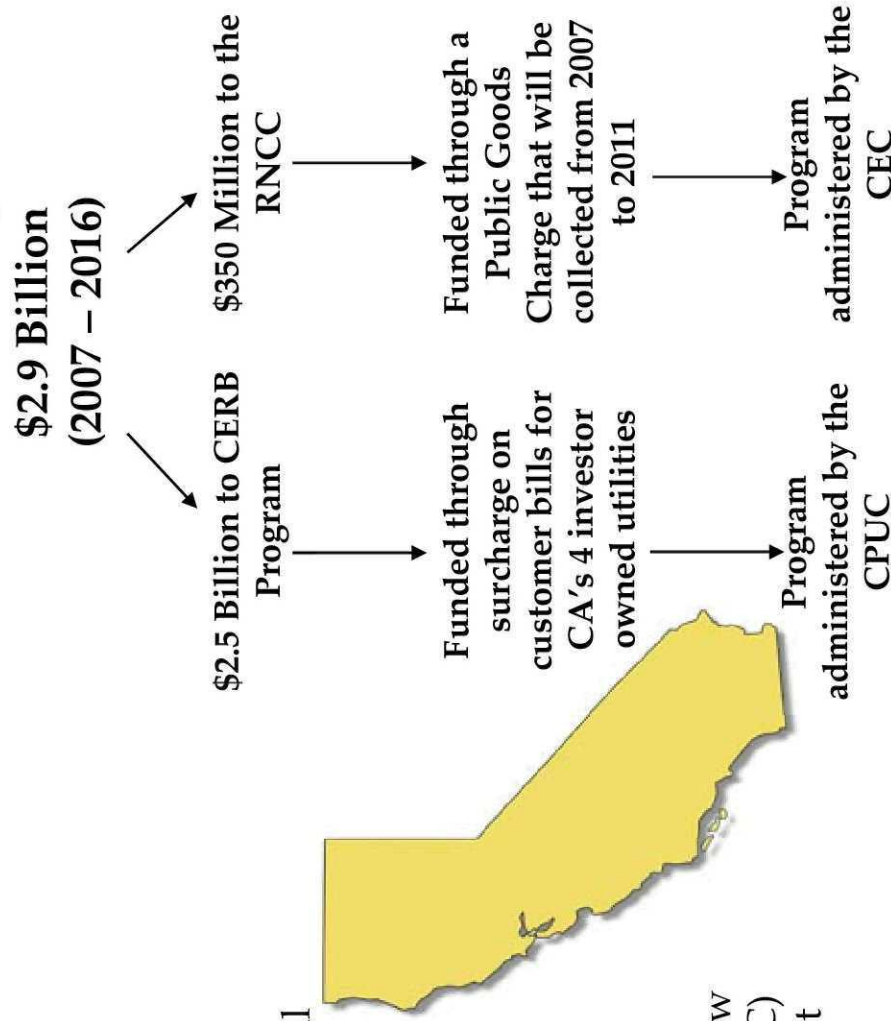 $2.9 Billion
(2007 – 2016)
$2.5 Billion to CERB
Program
Funded through
surcharge on
customer bills for
CA's 4 investor
owned utilities
Program
administered by the
CPUC
$350 Million to the
RNCC
Funded through a
Public Goods
Charge that will be
collected from 2007
to 2011
Program
administered by the
CEC
1